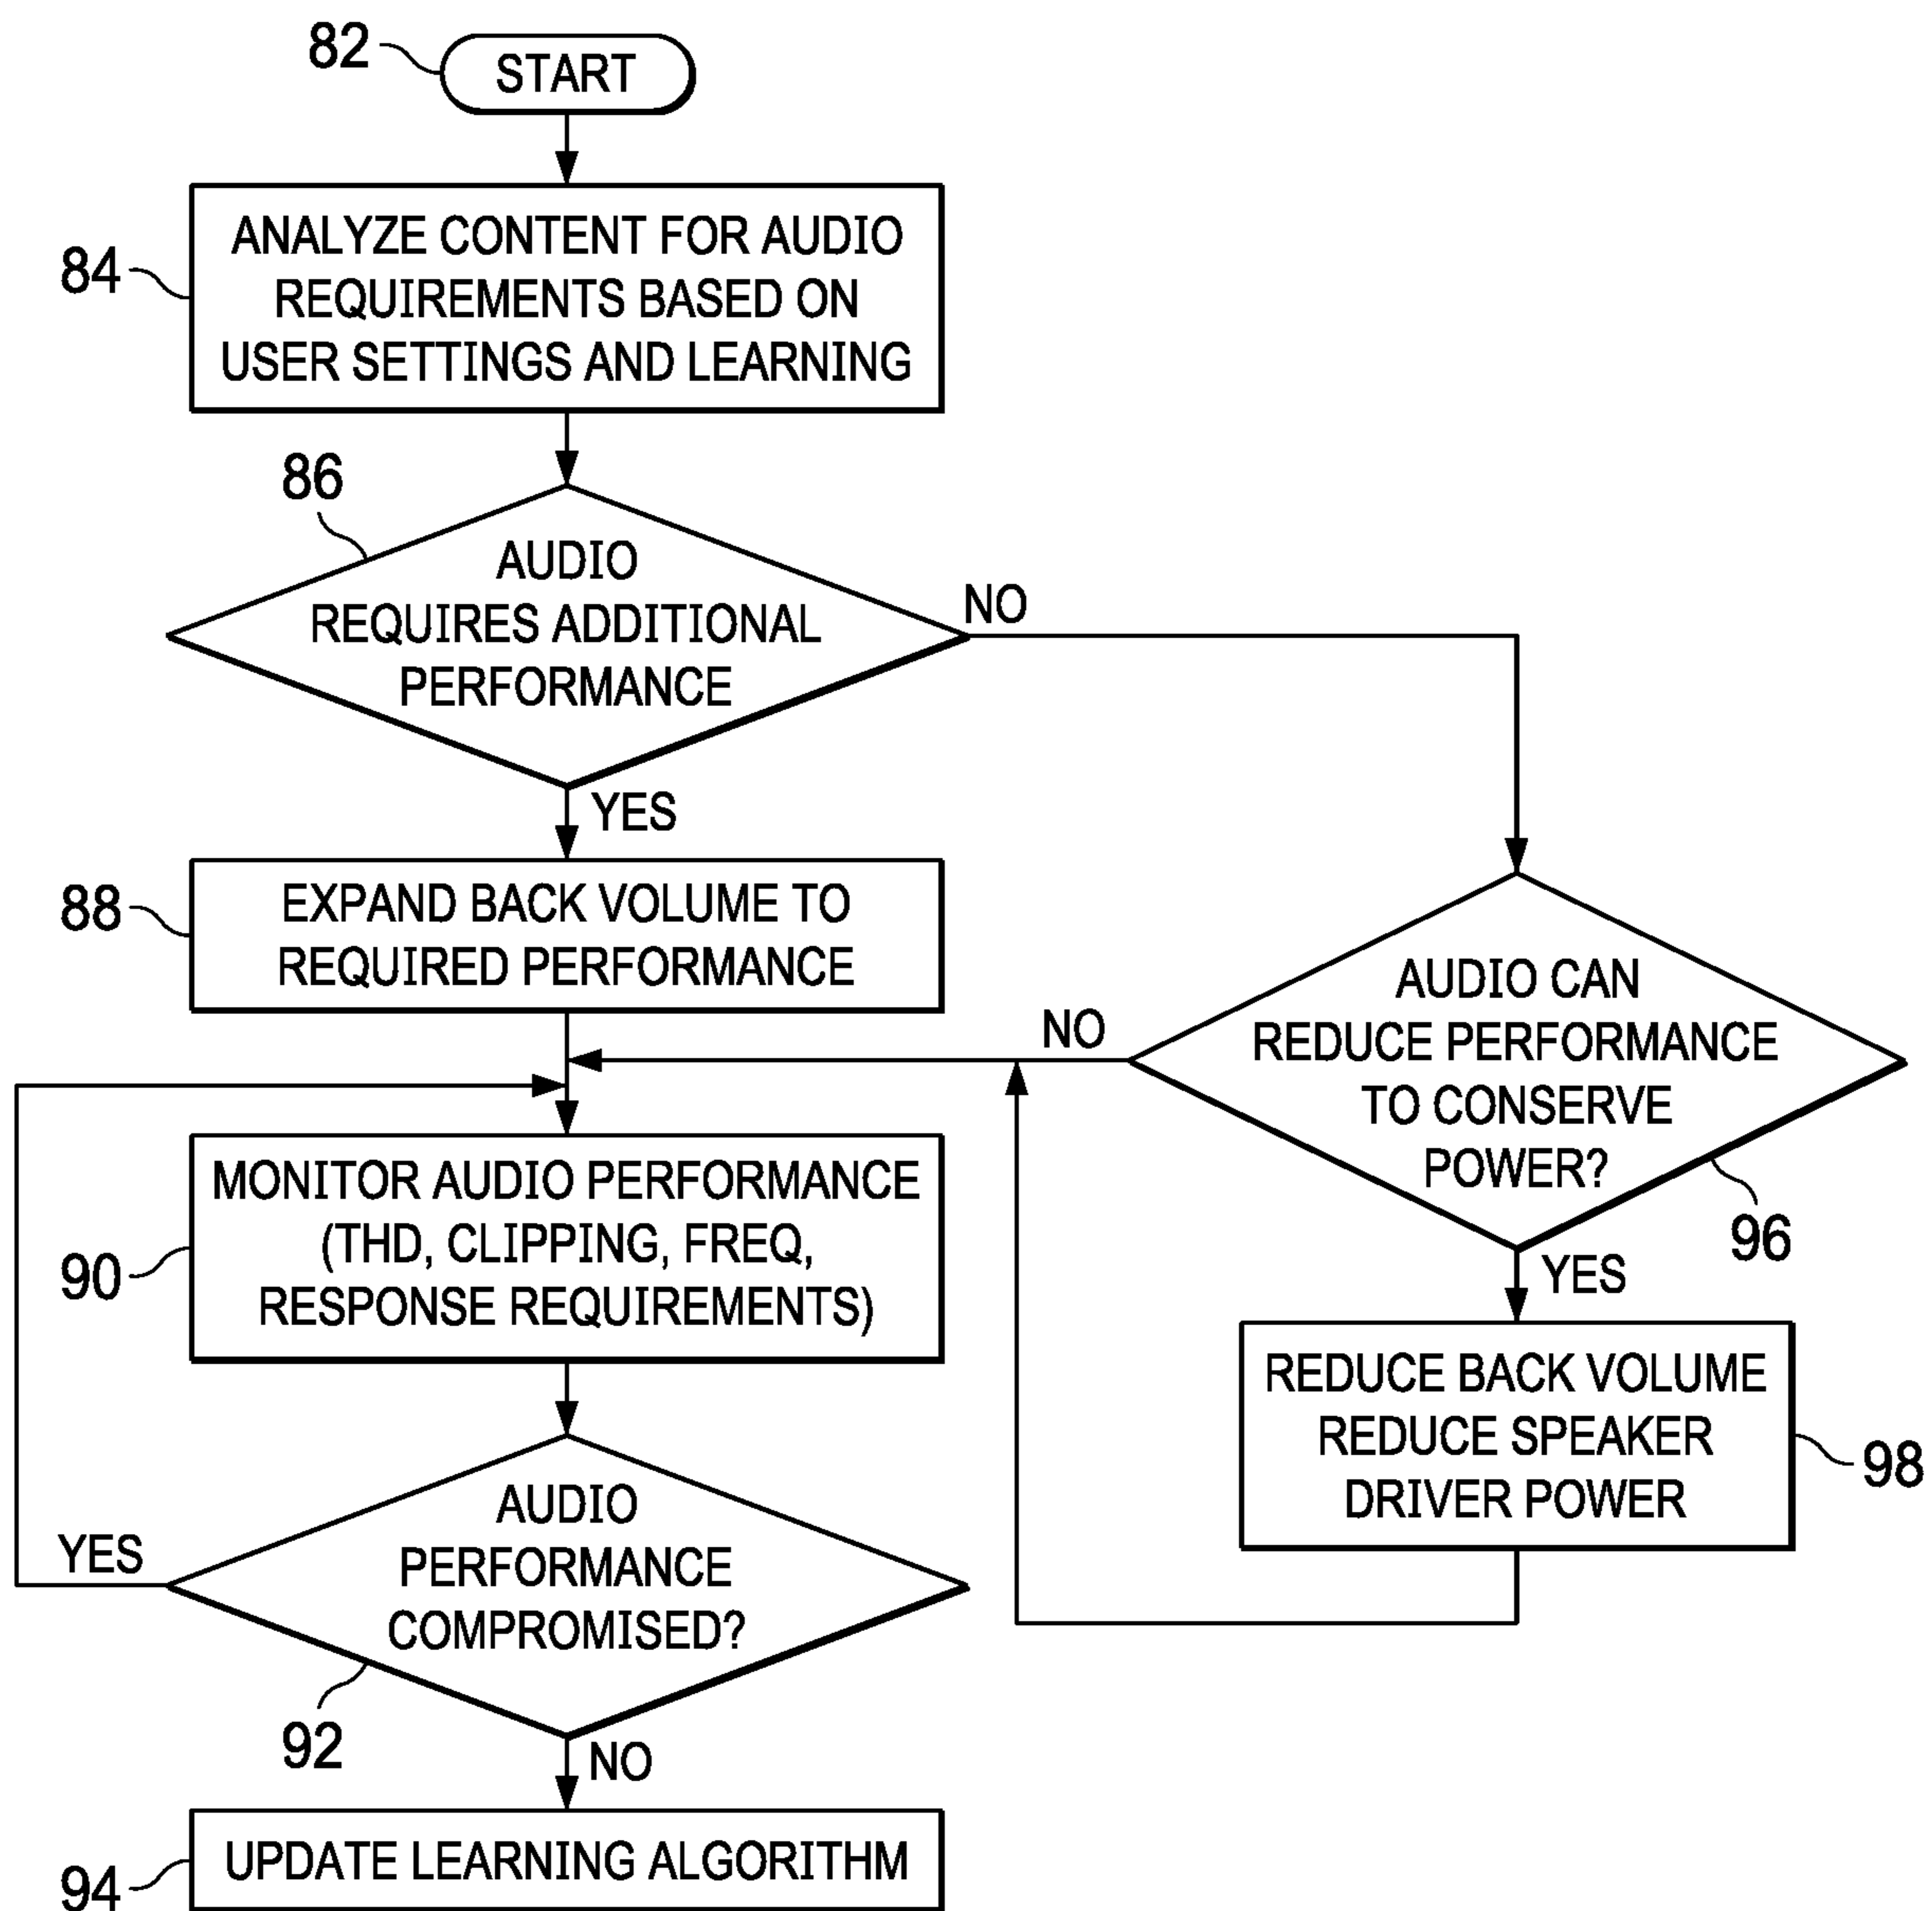 82
START
84
ANALYZE CONTENT FOR AUDIO
REQUIREMENTS BASED ON
USER SETTINGS AND LEARNING
86
AUDIO
REQUIRES ADDITIONAL
PERFORMANCE
NO
YES
88
EXPAND BACK VOLUME TO
REQUIRED PERFORMANCE
NO
AUDIO CAN
REDUCE PERFORMANCE
TO CONSERVE
POWER?
96
YES
90
MONITOR AUDIO PERFORMANCE
(THD, CLIPPING, FREQ,
RESPONSE REQUIREMENTS)
REDUCE BACK VOLUME
REDUCE SPEAKER
DRIVER POWER
98
YES
AUDIO
PERFORMANCE
COMPROMISED?
92
NO
94
UPDATE LEARNING ALGORITHM